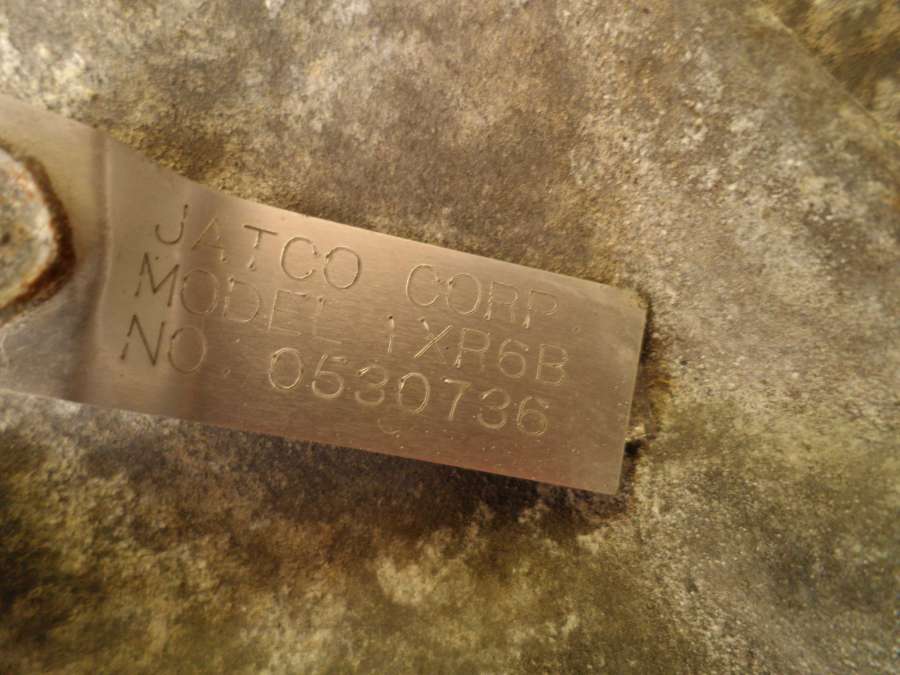 JATCO CORP
MODEL 1XR6B
NO. 0530736